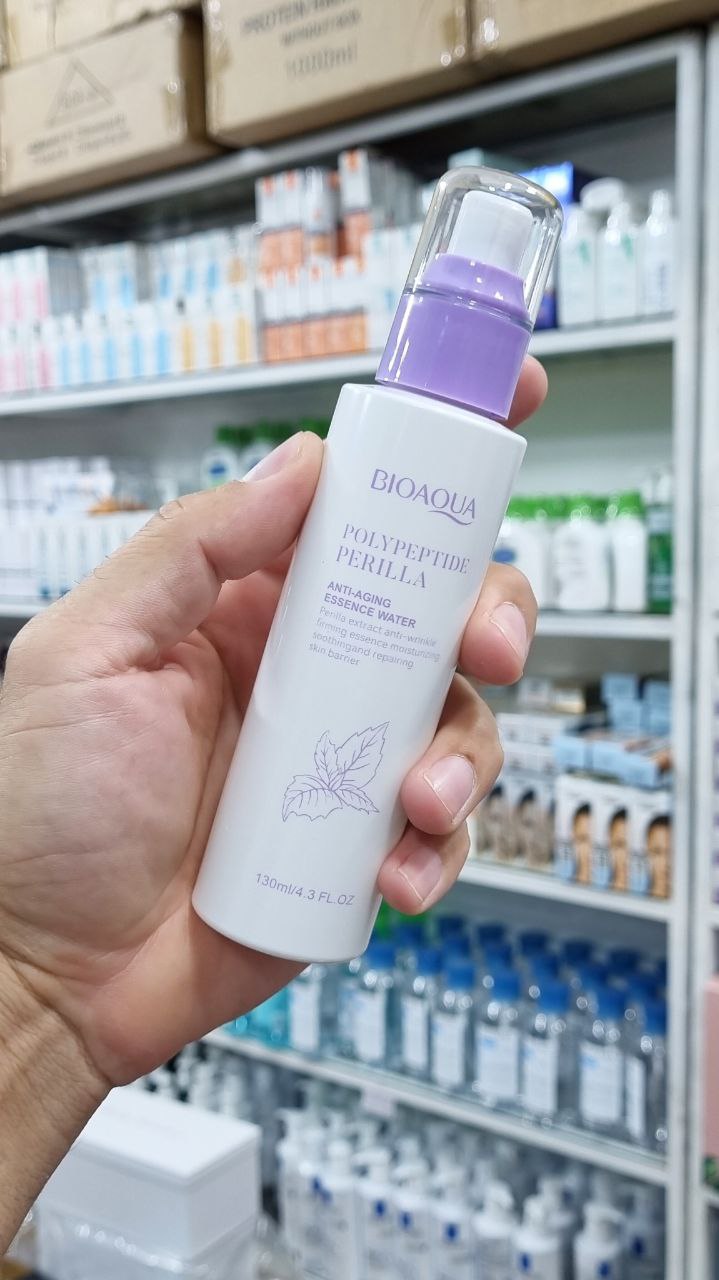 1000ml
BIOAQUA
POLYPEPTIDE
PERILLA
ANTI-AGING
ESSENCE WATER
Perilla extract anti-wrinkle
firming essence moisturizing
soothingand repairing
skin barrier
130ml/4.3 FL.OZ